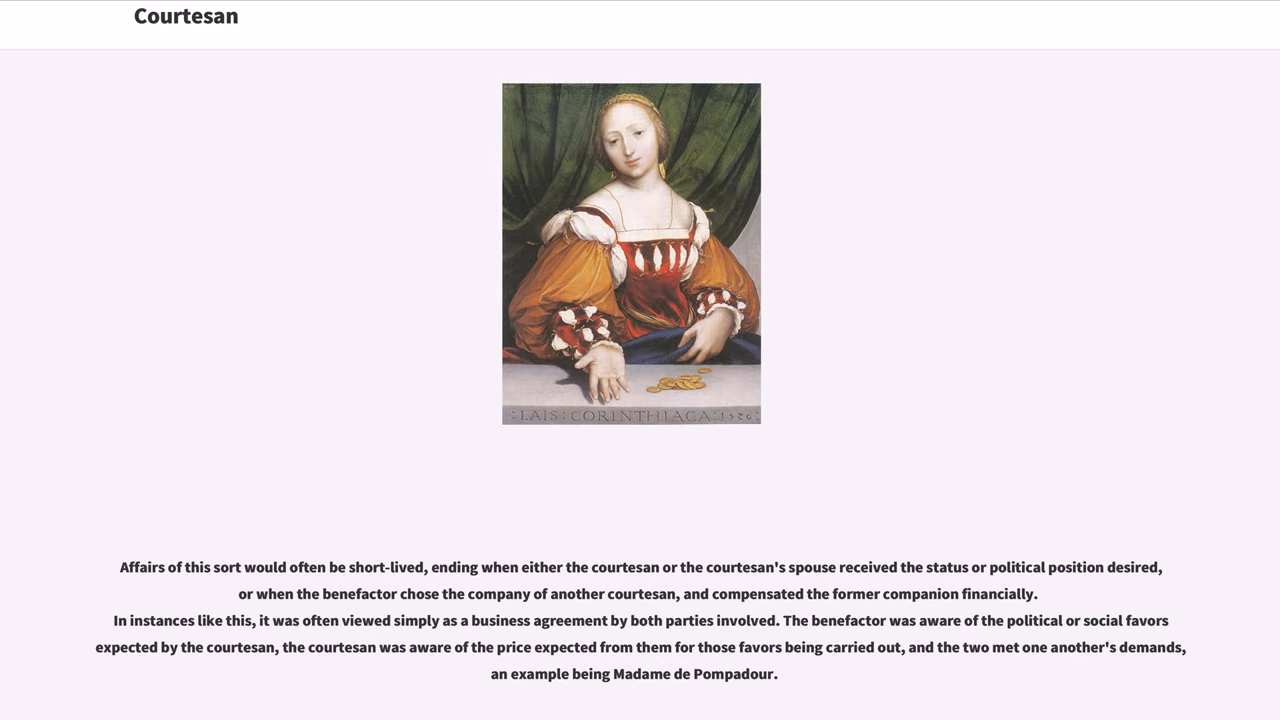 Courtesan
:LAIS:CORINTHIACA:1526:
Affairs of this sort would often be short-lived, ending when either the courtesan or the courtesan's spouse received the status or political position desired,
or when the benefactor chose the company of another courtesan, and compensated the former companion financially.
In instances like this, it was often viewed simply as a business agreement by both parties involved. The benefactor was aware of the political or social favors
expected by the courtesan, the courtesan was aware of the price expected from them for those favors being carried out, and the two met one another's demands,
an example being Madame de Pompadour.